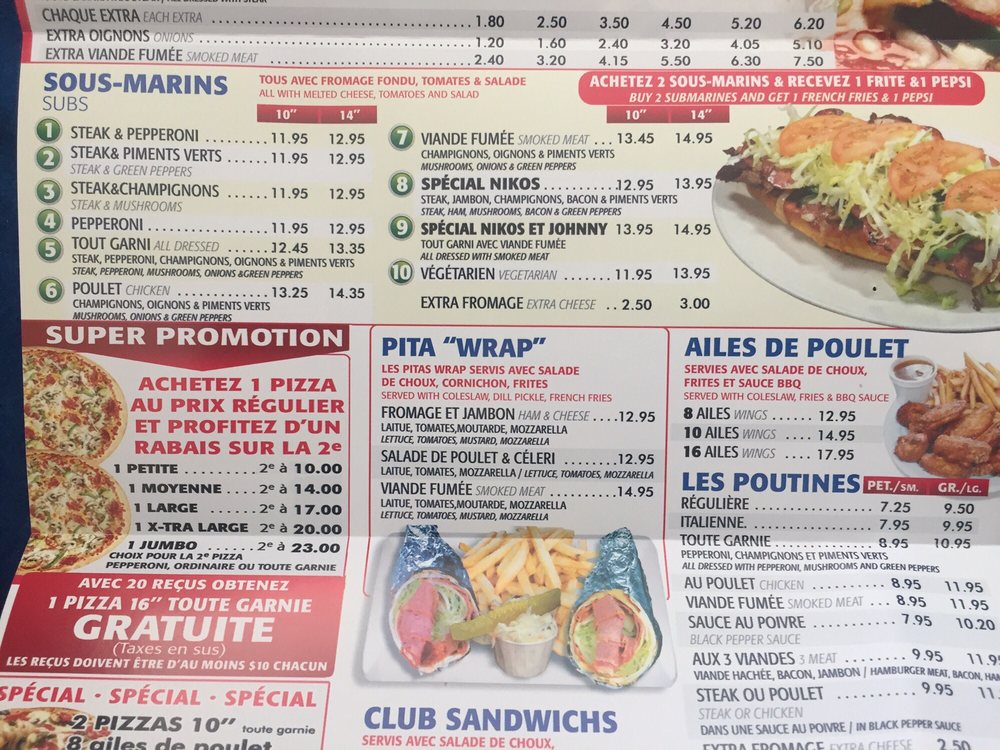 CHAQUE EXTRA EACH EXTRA 1.80 2.50 3.50 4.50 5.20 6.20
EXTRA OIGNONS ONIONS 1.20 1.60 2.40 3.20 4.05 5.10
EXTRA VIANDE FUMÉE SMOKED MEAT 2.40 3.20 4.15 5.50 6.30 7.50
SOUS-MARINS
SUBS
TOUS AVEC FROMAGE FONDU, TOMATES & SALADE
ALL WITH MELTED CHEESE, TOMATOES AND SALAD
ACHETEZ 2 SOUS-MARINS & RECEVEZ 1 FRITE &1 PEPSI
BUY 2 SUBMARINES AND GET 1 FRENCH FRIES & 1 PEPSI
10" 14"
1 STEAK & PEPPERONI 11.95 12.95
2 STEAK& PIMENTS VERTS 11.95 12.95
STEAK & GREEN PEPPERS
3 STEAK&CHAMPIGNONS 11.95 12.95
STEAK & MUSHROOMS
4 PEPPERONI 11.95 12.95
5 TOUT GARNI ALL DRESSED 12.45 13.35
STEAK, PEPPERONI, CHAMPIGNONS, OIGNONS & PIMENTS VERTS
STEAK, PEPPERONI, MUSHROOMS, ONIONS &GREEN PEPPERS
6 POULET CHICKEN 13.25 14.35
CHAMPIGNONS, OIGNONS & PIMENTS VERTS
MUSHROOMS, ONIONS & GREEN PEPPERS
10" 14"
7 VIANDE FUMÉE SMOKED MEAT ... 13.45 14.95
CHAMPIGNONS, OIGNONS & PIMENTS VERTS
MUSHROOMS, ONIONS & GREEN PEPPERS
8 SPÉCIAL NIKOS 12.95 13.95
STEAK, JAMBON, CHAMPIGNONS, BACON & PIMENTS VERTS
STEAK, HAM, MUSHROOMS, BACON & GREEN PEPPERS
9 SPÉCIAL NIKOS ET JOHNNY 13.95 14.95
TOUT GARNI AVEC VIANDE FUMÉE
ALL DRESSED WITH SMOKED MEAT
10 VÉGÉTARIEN VEGETARIAN 11.95 13.95
EXTRA FROMAGE EXTRA CHEESE .. 2.50 3.00
SUPER PROMOTION
ACHETEZ 1 PIZZA
AU PRIX RÉGULIER
ET PROFITEZ D'UN
RABAIS SUR LA 2e
1 PETITE 2e à 10.00
1 MOYENNE .... 2e à 14.00
1 LARGE 2e à 17.00
1 X-TRA LARGE 2e à 20.00
1 JUMBO 2e à 23.00
CHOIX POUR LA 2e PIZZA
PEPPERONI, ORDINAIRE OU TOUTE GARNIE
AVEC 20 REÇUS OBTENEZ
1 PIZZA 16" TOUTE GARNIE
GRATUITE
(Taxes en sus)
LES REÇUS DOIVENT ÊTRE D'AU MOINS $10 CHACUN
SPÉCIAL · SPÉCIAL · SPÉCIAL
2 PIZZAS 10" toute garnie
8 ailes de poulet
PITA "WRAP"
LES PITAS WRAP SERVIS AVEC SALADE
DE CHOUX, CORNICHON, FRITES
SERVED WITH COLESLAW, DILL PICKLE, FRENCH FRIES
FROMAGE ET JAMBON HAM & CHEESE .... 12.95
LAITUE, TOMATES,MOUTARDE, MOZZARELLA
LETTUCE, TOMATOES, MUSTARD, MOZZARELLA
SALADE DE POULET & CÉLERI 12.95
LAITUE, TOMATES, MOZZARELLA / LETTUCE, TOMATOES, MOZZARELLA
VIANDE FUMÉE SMOKED MEAT 14.95
LAITUE, TOMATES,MOUTARDE, MOZZARELLA
LETTUCE, TOMATOES, MUSTARD, MOZZARELLA
CLUB SANDWICHS
SERVIS AVEC SALADE DE CHOUX,
AILES DE POULET
SERVIES AVEC SALADE DE CHOUX,
FRITES ET SAUCE BBQ
SERVED WITH COLESLAW, FRIES & BBQ SAUCE
8 AILES WINGS 12.95
10 AILES WINGS .... 14.95
16 AILES WINGS .... 17.95
LES POUTINES PET./SM. GR./LG.
RÉGULIÈRE 7.25 9.50
ITALIENNE. 7.95 9.95
TOUTE GARNIE 8.95 10.95
PEPPERONI, CHAMPIGNONS ET PIMENTS VERTS
ALL DRESSED WITH PEPPERONI, MUSHROOMS AND GREEN PEPPERS
AU POULET CHICKEN 8.95 11.95
VIANDE FUMÉE SMOKED MEAT ... 8.95 11.95
SAUCE AU POIVRE 7.95 10.20
BLACK PEPPER SAUCE
AUX 3 VIANDES 3 MEAT 9.95 11.9
VIANDE HACHÉE, BACON, JAMBON / HAMBURGER MEAT, BACON, HAM
STEAK OU POULET 9.95 11.
STEAK OR CHICKEN
DANS UNE SAUCE AU POIVRE / IN BLACK PEPPER SAUCE
EXTRA FROMAGE EXTRA CHEESE 2.50